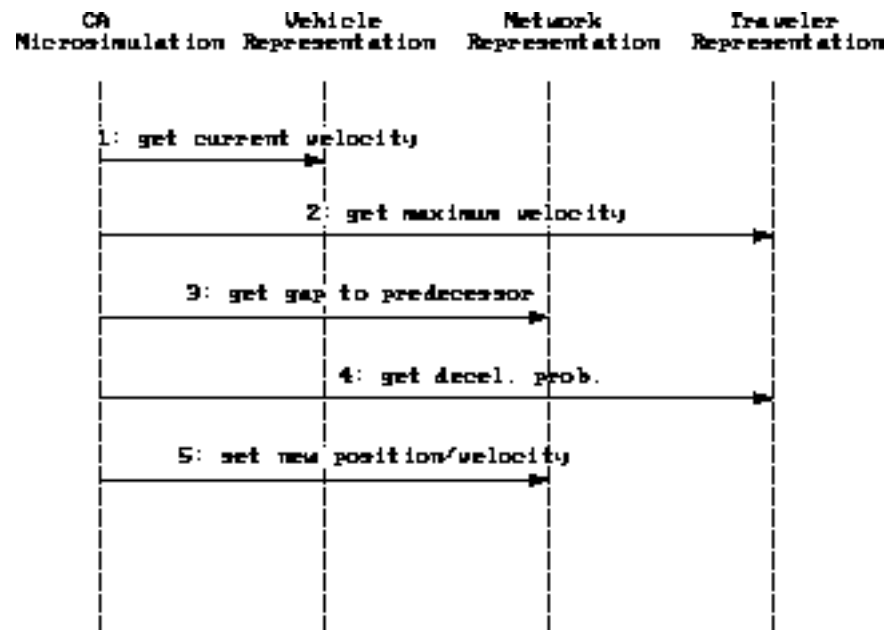 CA Vehicle Network Traveler
Microsimulation Representation Representation Representation
1: get current velocity
2: get maximum velocity
3: get gap to predecessor
4: get decel. prob.
5: set new position/velocity